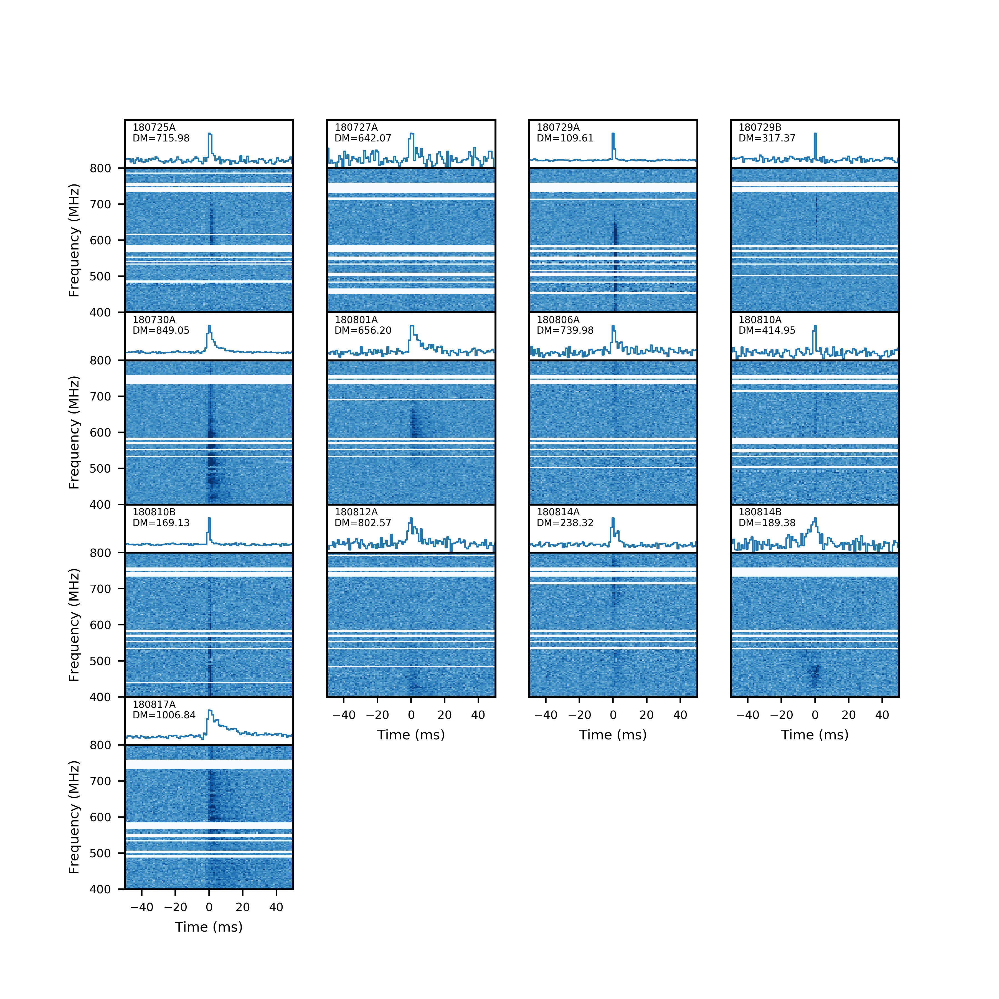 180725A
DM=715.98
180727A
DM=642.07
180729A
DM=109.61
180729B
DM=317.37
800
700
600
500
400
Frequency (MHz)
180730A
DM=849.05
180801A
DM=656.20
180806A
DM=739.98
180810A
DM=414.95
800
700
600
500
400
Frequency (MHz)
180810B
DM=169.13
180812A
DM=802.57
180814A
DM=238.32
180814B
DM=189.38
800
700
600
500
400
Frequency (MHz)
−40 −20 0 20 40
Time (ms)
−40 −20 0 20 40
Time (ms)
−40 −20 0 20 40
Time (ms)
180817A
DM=1006.84
800
700
600
500
400
Frequency (MHz)
−40 −20 0 20 40
Time (ms)